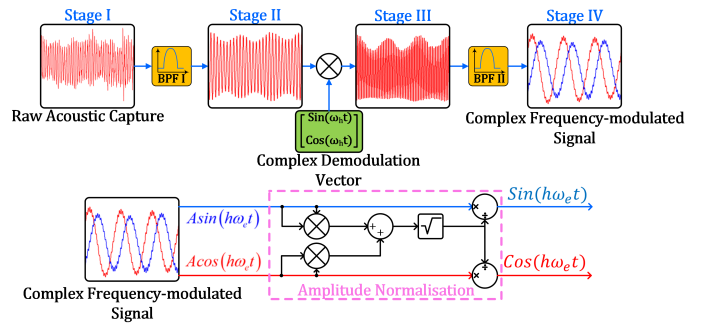 Stage I
Stage II
Stage III
Stage IV
BPF I
BPF II
Raw Acoustic Capture
Sin(ωht)
Cos(ωht)
Complex Demodulation
Vector
Complex Frequency-modulated
Signal
Asin(hωet)
Acos(hωet)
Sin(hωet)
Cos(hωet)
Complex Frequency-modulated
Signal
Amplitude Normalisation